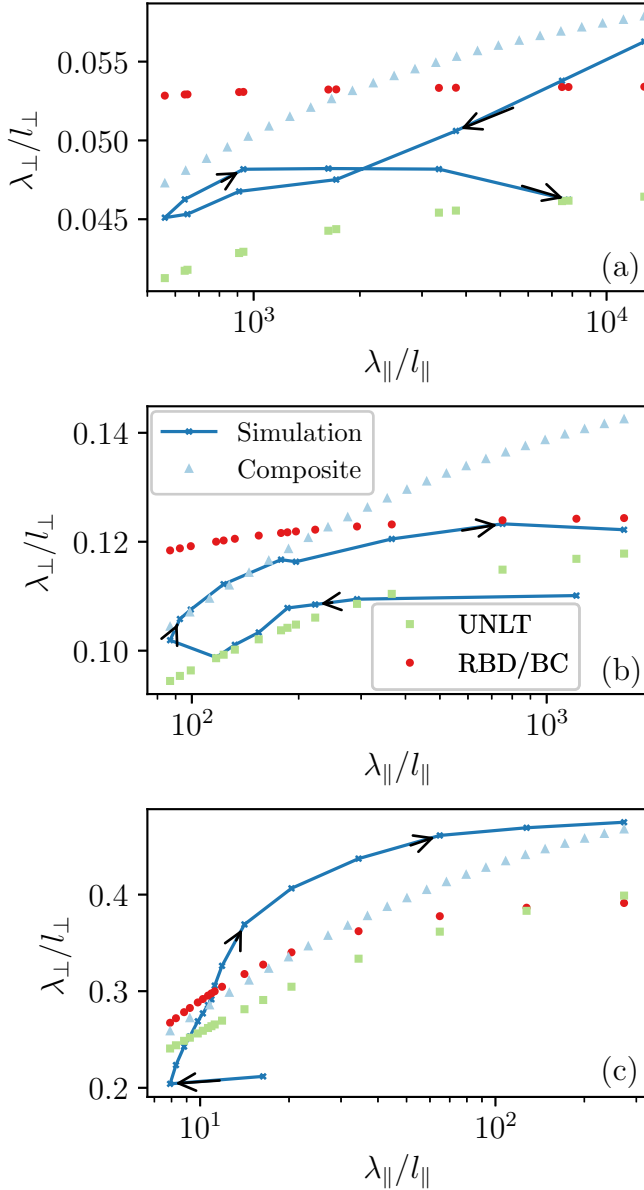 0.055
0.050
0.045
λ⊥/l⊥
(a)
10³ 10⁴
λ∥/l∥
Simulation
Composite
0.14
0.12
0.10
λ⊥/l⊥
UNLT
RBD/BC
(b)
10² 10³
λ∥/l∥
0.4
0.3
0.2
λ⊥/l⊥
(c)
10¹ 10²
λ∥/l∥